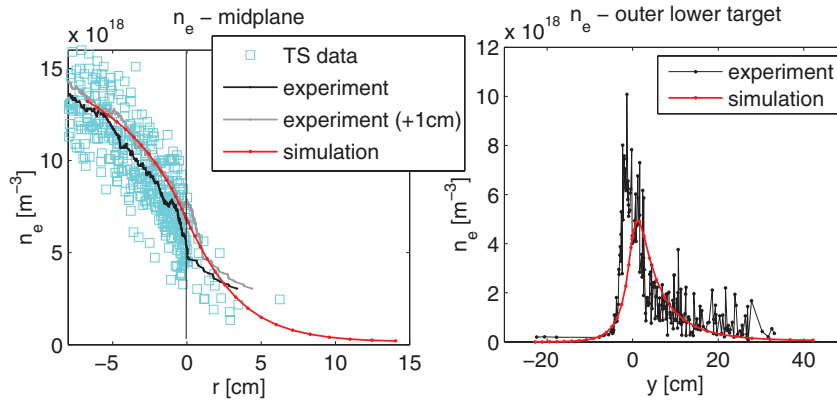 n_e – midplane
x 10^18
TS data
experiment
experiment (+1cm)
simulation
n_e [m^−3]
15
10
5
0
−5 0 5 10 15
r [cm]
n_e – outer lower target
x 10^18
experiment
simulation
n_e [m^−3]
12
10
8
6
4
2
0
−20 0 20 40
y [cm]